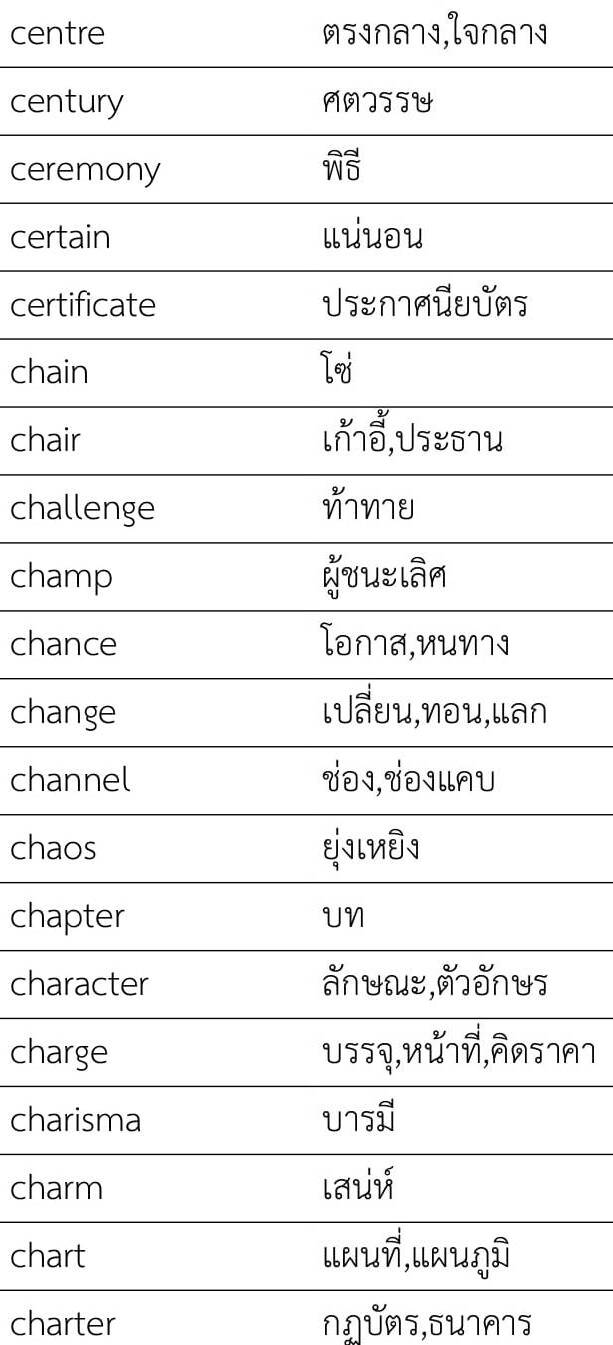 centre ตรงกลาง,ใจกลาง
century ศตวรรษ
ceremony พิธี
certain แน่นอน
certificate ประกาศนียบัตร
chain โซ่
chair เก้าอี้,ประธาน
challenge ท้าทาย
champ ผู้ชนะเลิศ
chance โอกาส,หนทาง
change เปลี่ยน,ทอน,แลก
channel ช่อง,ช่องแคบ
chaos ยุ่งเหยิง
chapter บท
character ลักษณะ,ตัวอักษร
charge บรรจุ,หน้าที่,คิดราคา
charisma บารมี
charm เสน่ห์
chart แผนที่,แผนภูมิ
charter กฎบัตร,ธนาคาร